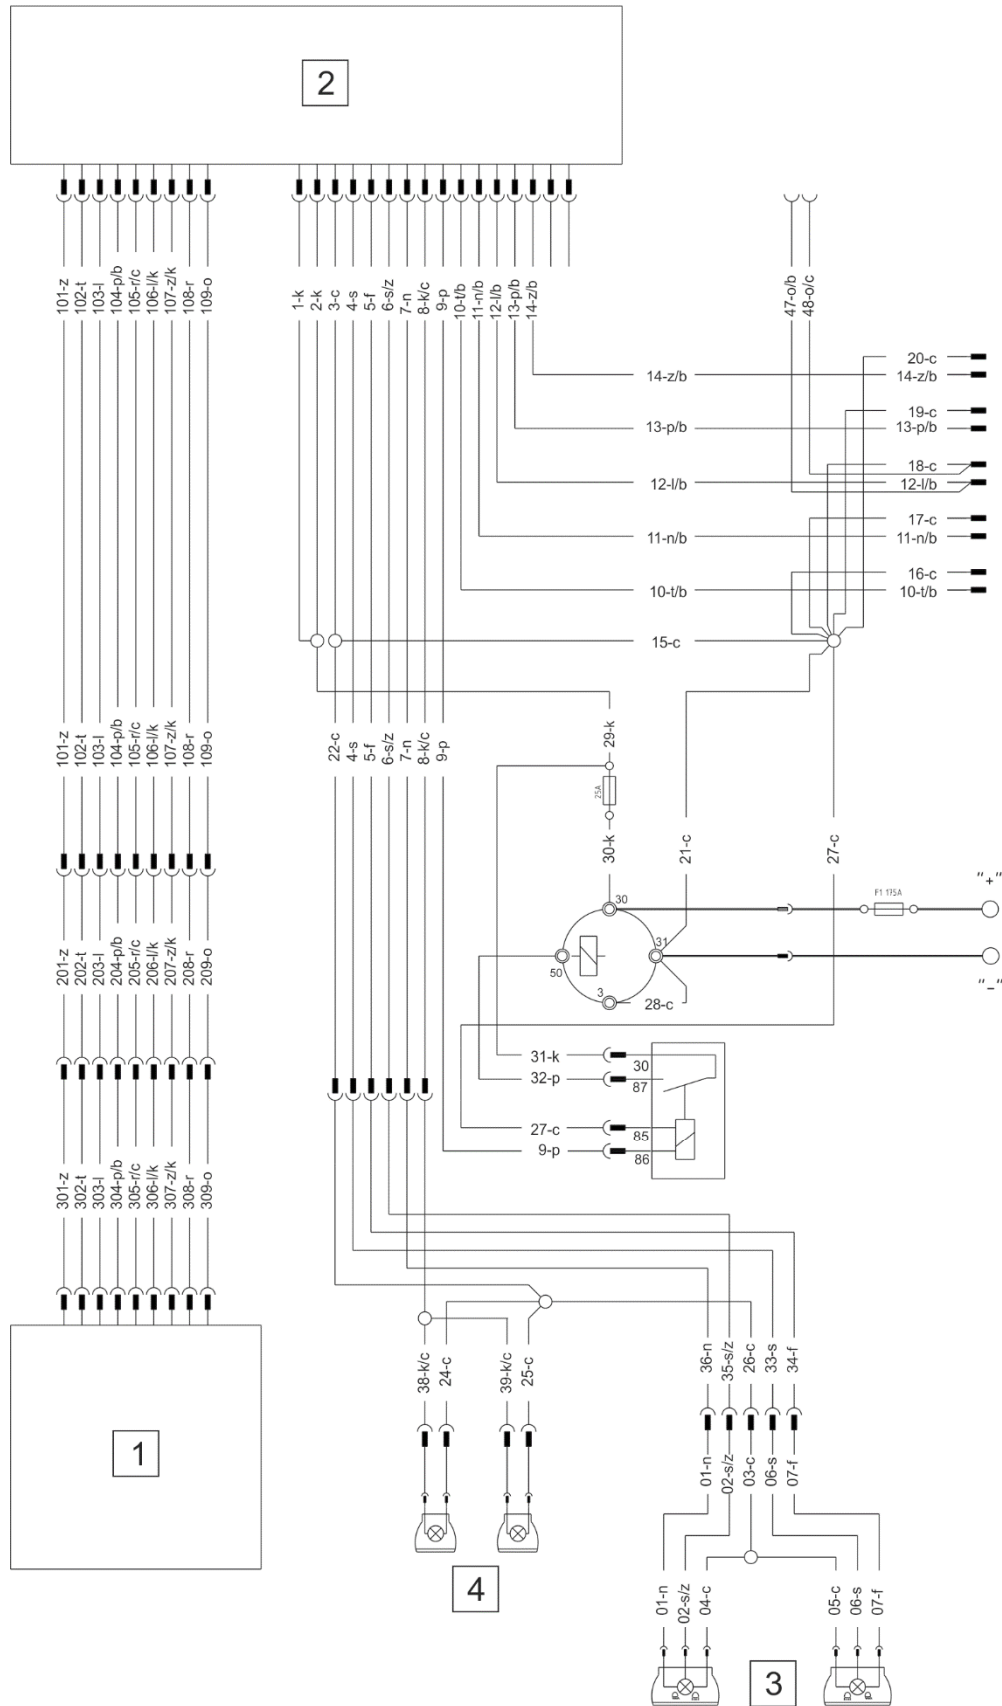 2
101-z
102-t
103-l
104-p/b
105-r/c
106-l/k
107-z/k
108-r
109-o
1-k
2-k
3-c
4-s
5-f
6-s/z
7-n
8-k/c
9-p
10-t/b
11-n/b
12-l/b
13-p/b
14-z/b
47-o/b
48-o/c
20-c
14-z/b 14-z/b
19-c
13-p/b 13-p/b
18-c
12-l/b 12-l/b
17-c
11-n/b 11-n/b
16-c
10-t/b 10-t/b
15-c
101-z
102-t
103-l
104-p/b
105-r/c
106-l/k
107-z/k
108-r
109-o
22-c
4-s
5-f
6-s/z
7-n
8-k/c
9-p
29-k
25A
30-k
21-c
27-c
"+"
F1 175A
30
31
50
3
28-c
"-"
201-z
202-t
203-l
204-p/b
205-r/c
206-l/k
207-z/k
208-r
209-o
31-k
30
32-p
87
27-c
85
9-p
86
301-z
302-t
303-l
304-p/b
305-r/c
306-l/k
307-z/k
308-r
309-o
38-k/c
24-c
39-k/c
25-c
36-n
35-s/z
26-c
33-s
34-f
1
01-n
02-s/z
03-c
06-s
07-f
4
01-n
02-s/z
04-c
05-c
06-s
07-f
3